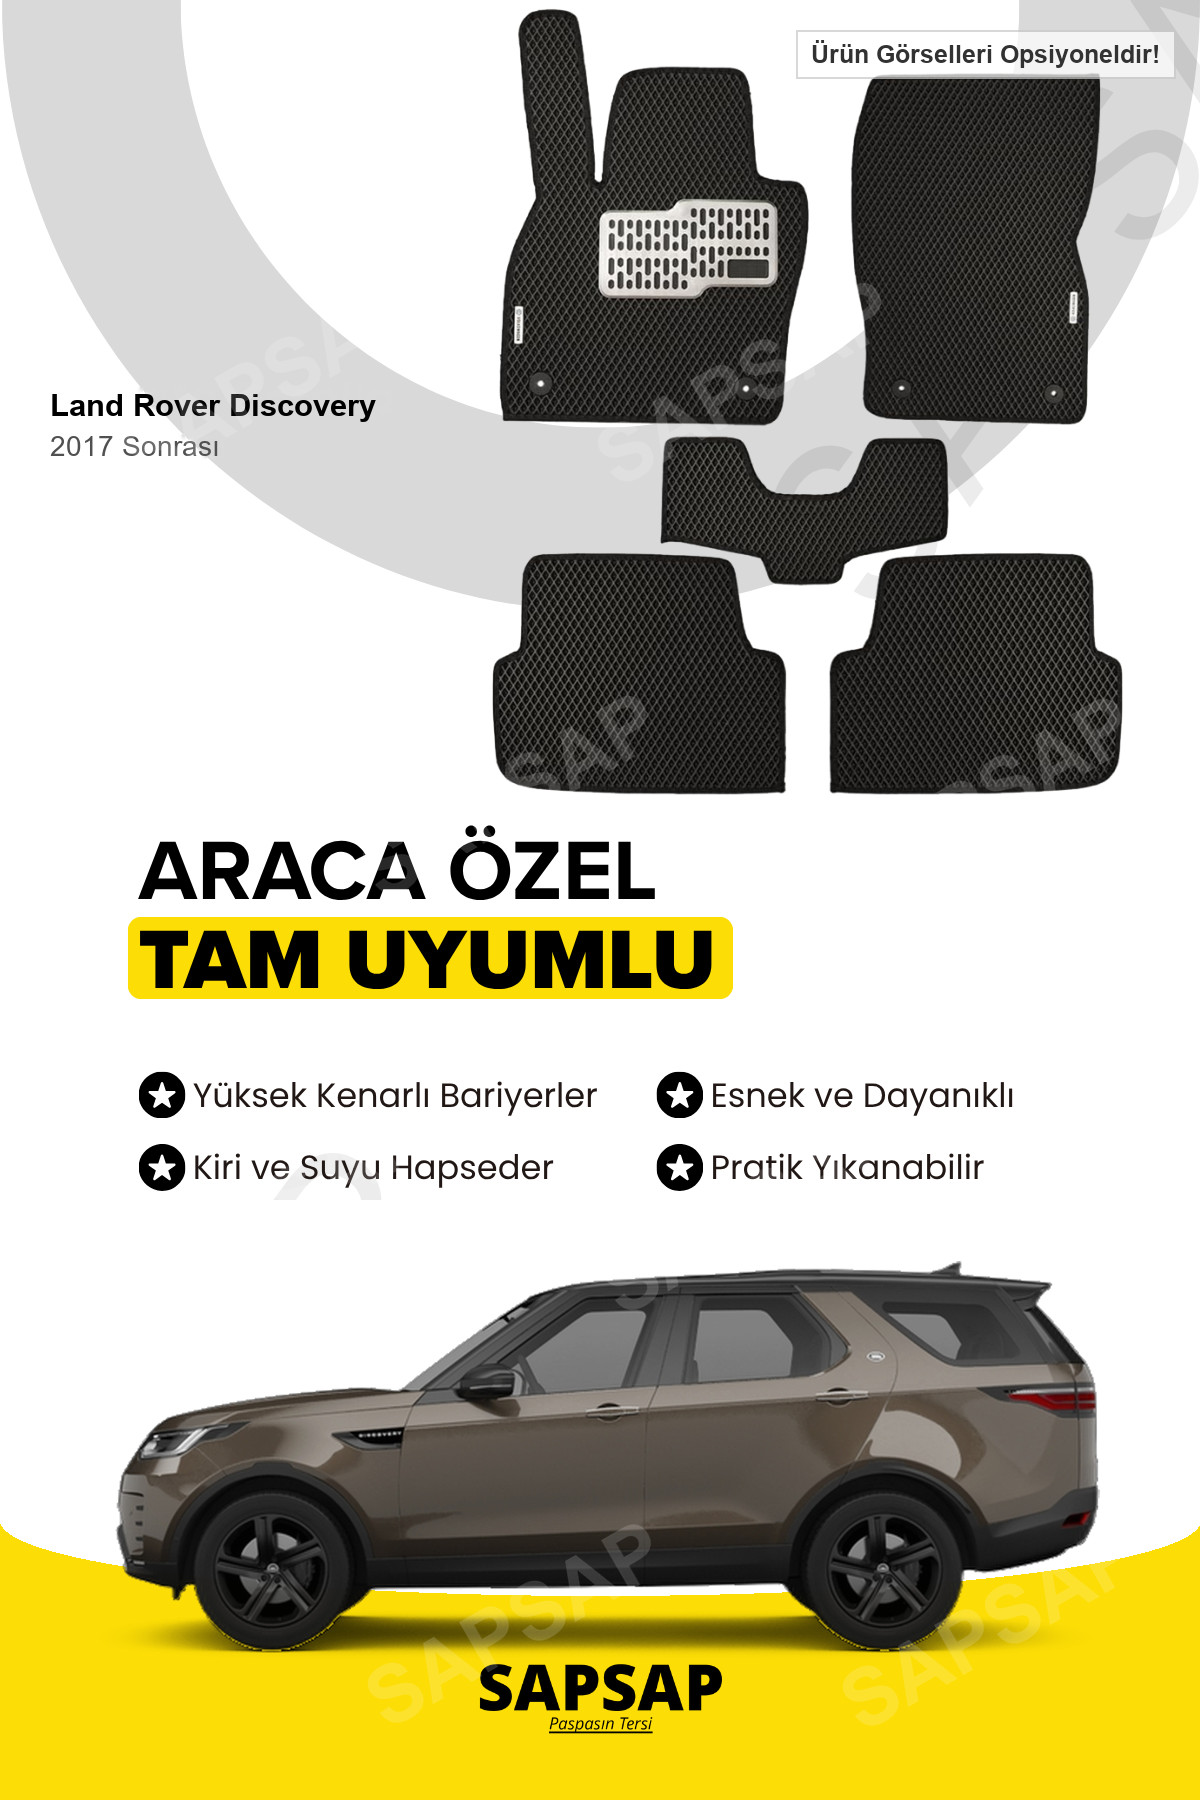 Ürün Görselleri Opsiyoneldir!
Land Rover Discovery
2017 Sonrası
ARACA ÖZEL
TAM UYUMLU
Yüksek Kenarlı Bariyerler
Esnek ve Dayanıklı
Kiri ve Suyu Hapseder
Pratik Yıkanabilir
DISCOVERY
SAPSAP
Paspasın Tersi